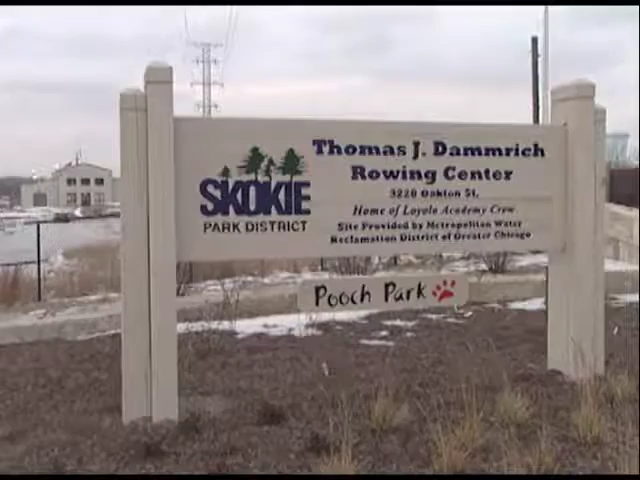 SKOKIE
PARK DISTRICT
Thomas J. Dammrich
Rowing Center
3220 Oakton St.
Home of Loyola Academy Crew
Site Provided by Metropolitan Water
Reclamation District of Greater Chicago
Pooch Park